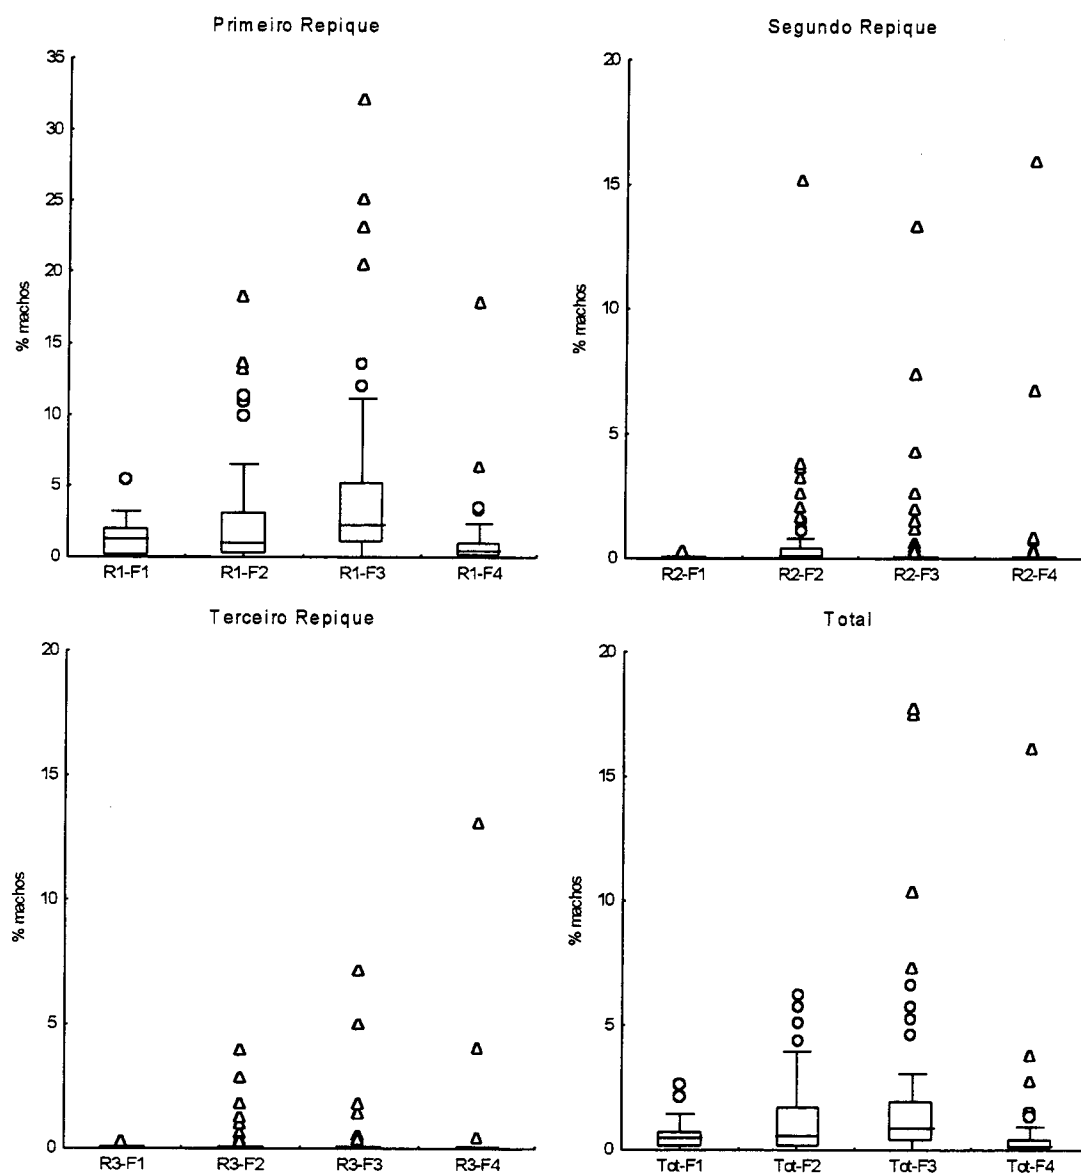 Primeiro Repique
35
30
25
20
15
10
5
0
% machos
R1-F1 R1-F2 R1-F3 R1-F4
Segundo Repique
20
15
10
5
0
% machos
R2-F1 R2-F2 R2-F3 R2-F4
Terceiro Repique
20
15
10
5
0
% machos
R3-F1 R3-F2 R3-F3 R3-F4
Total
20
15
10
5
0
% machos
Tot-F1 Tot-F2 Tot-F3 Tot-F4